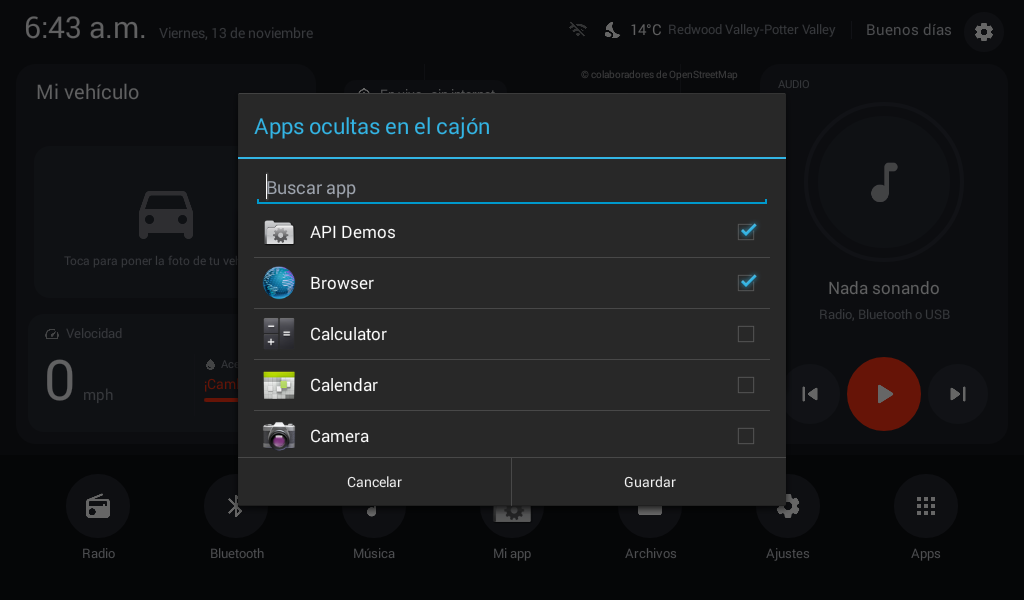 6:43 a.m. Viernes, 13 de noviembre
14°C Redwood Valley-Potter Valley
Buenos días
Mi vehículo
© colaboradores de OpenStreetMap
AUDIO
Apps ocultas en el cajón
Buscar app
API Demos
Browser
Calculator
Calendar
Camera
Cancelar
Guardar
Toca para poner la foto de tu
Velocidad
0 mph
Nada sonando
Radio, Bluetooth o USB
Radio
Bluetooth
Música
Mi app
Archivos
Ajustes
Apps